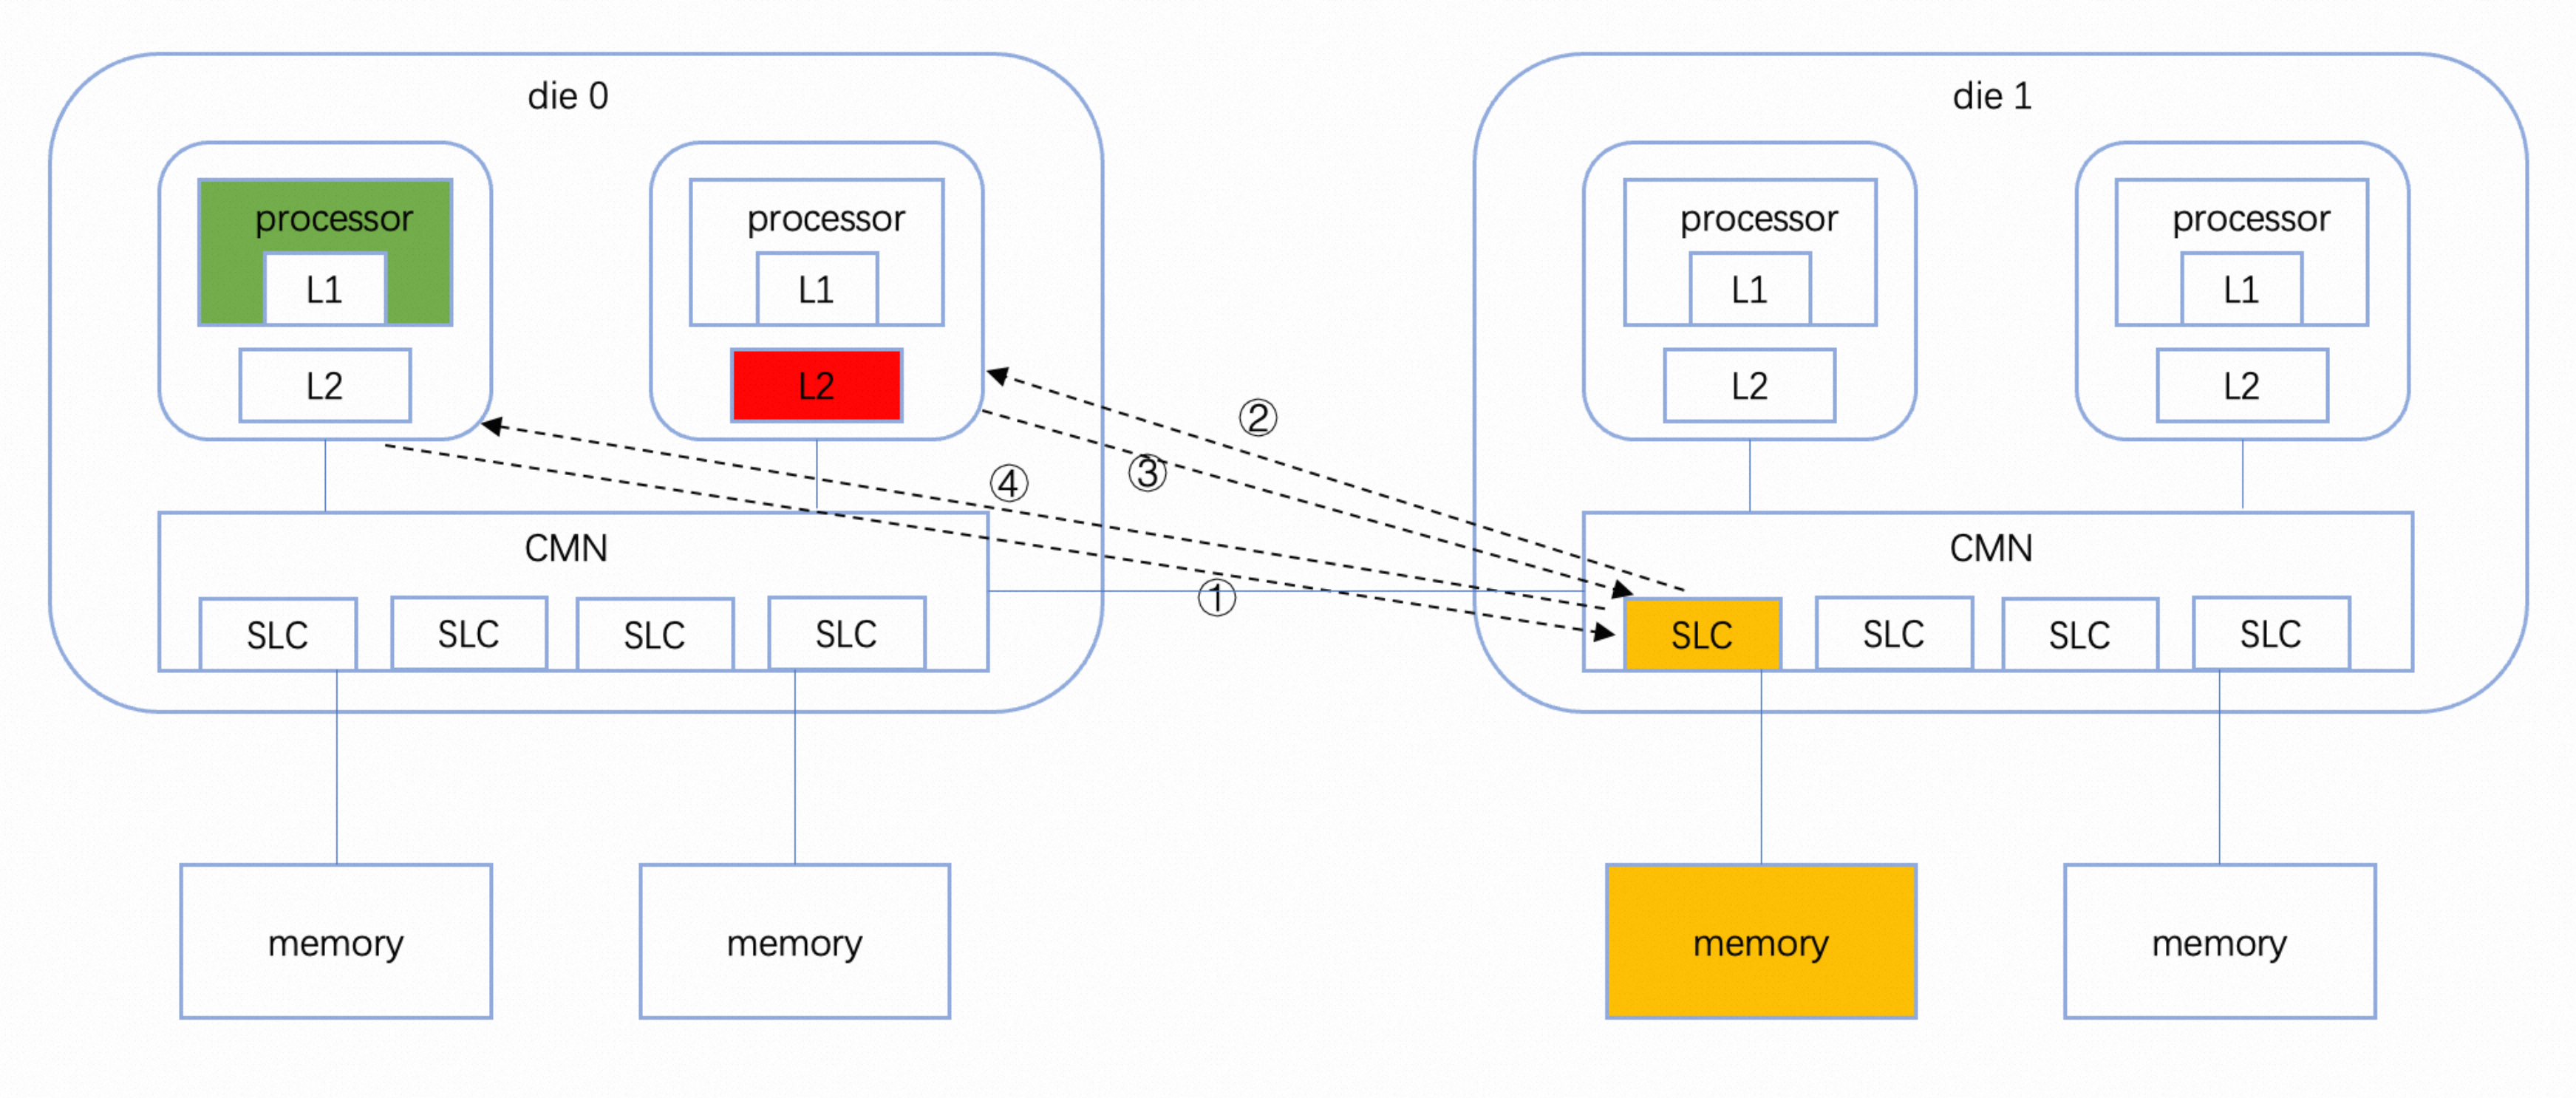 die 0
die 1
processor
processor
processor
processor
L1
L1
L1
L1
L2
L2
L2
L2
②
③
④
①
CMN
CMN
SLC
SLC
SLC
SLC
SLC
SLC
SLC
SLC
memory
memory
memory
memory